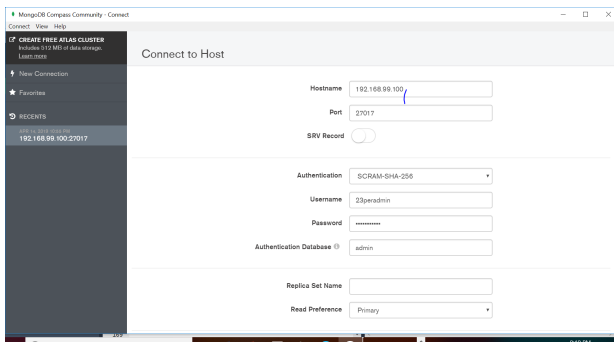 MongoDB Compass Community - Connect
Connect View Help
CREATE FREE ATLAS CLUSTER
Includes 512 MB of data storage.
Learn more
New Connection
Favorites
RECENTS
192.168.99.100:27017
Connect to Host
Hostname 192.168.99.100
Port 27017
SRV Record
Authentication SCRAM-SHA-256
Username 23peradmin
Password •••••••••••
Authentication Database admin
Replica Set Name
Read Preference Primary